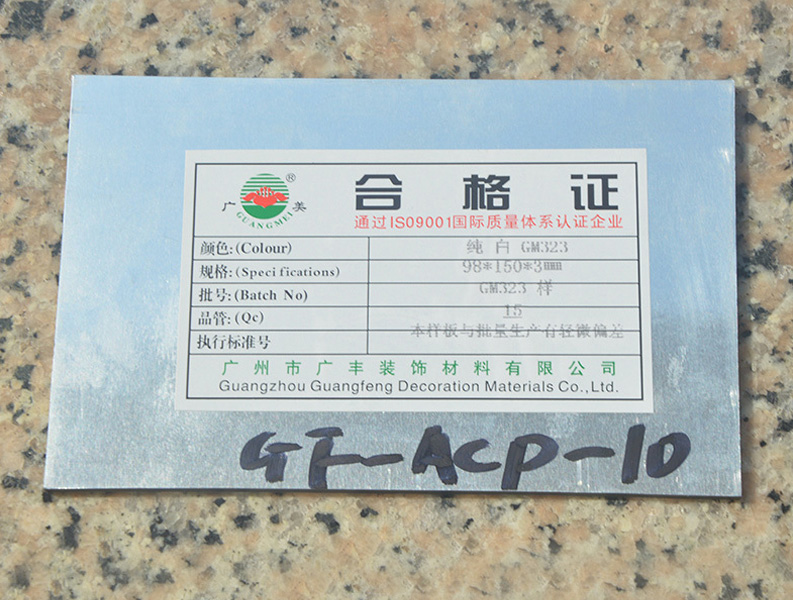 合格证
广美®
GUANGMEI
通过ISO9001国际质量体系认证企业
颜色:(Colour) 纯 白 GM323
规格:(Specifications) 98*150*3mm
批号:(Batch No) GM323 样
品管:(Qc) 15
执行标准号 本样板与批量生产有轻微偏差
广州市广丰装饰材料有限公司
Guangzhou Guangfeng Decoration Materials Co.,Ltd.
GF-ACP-10